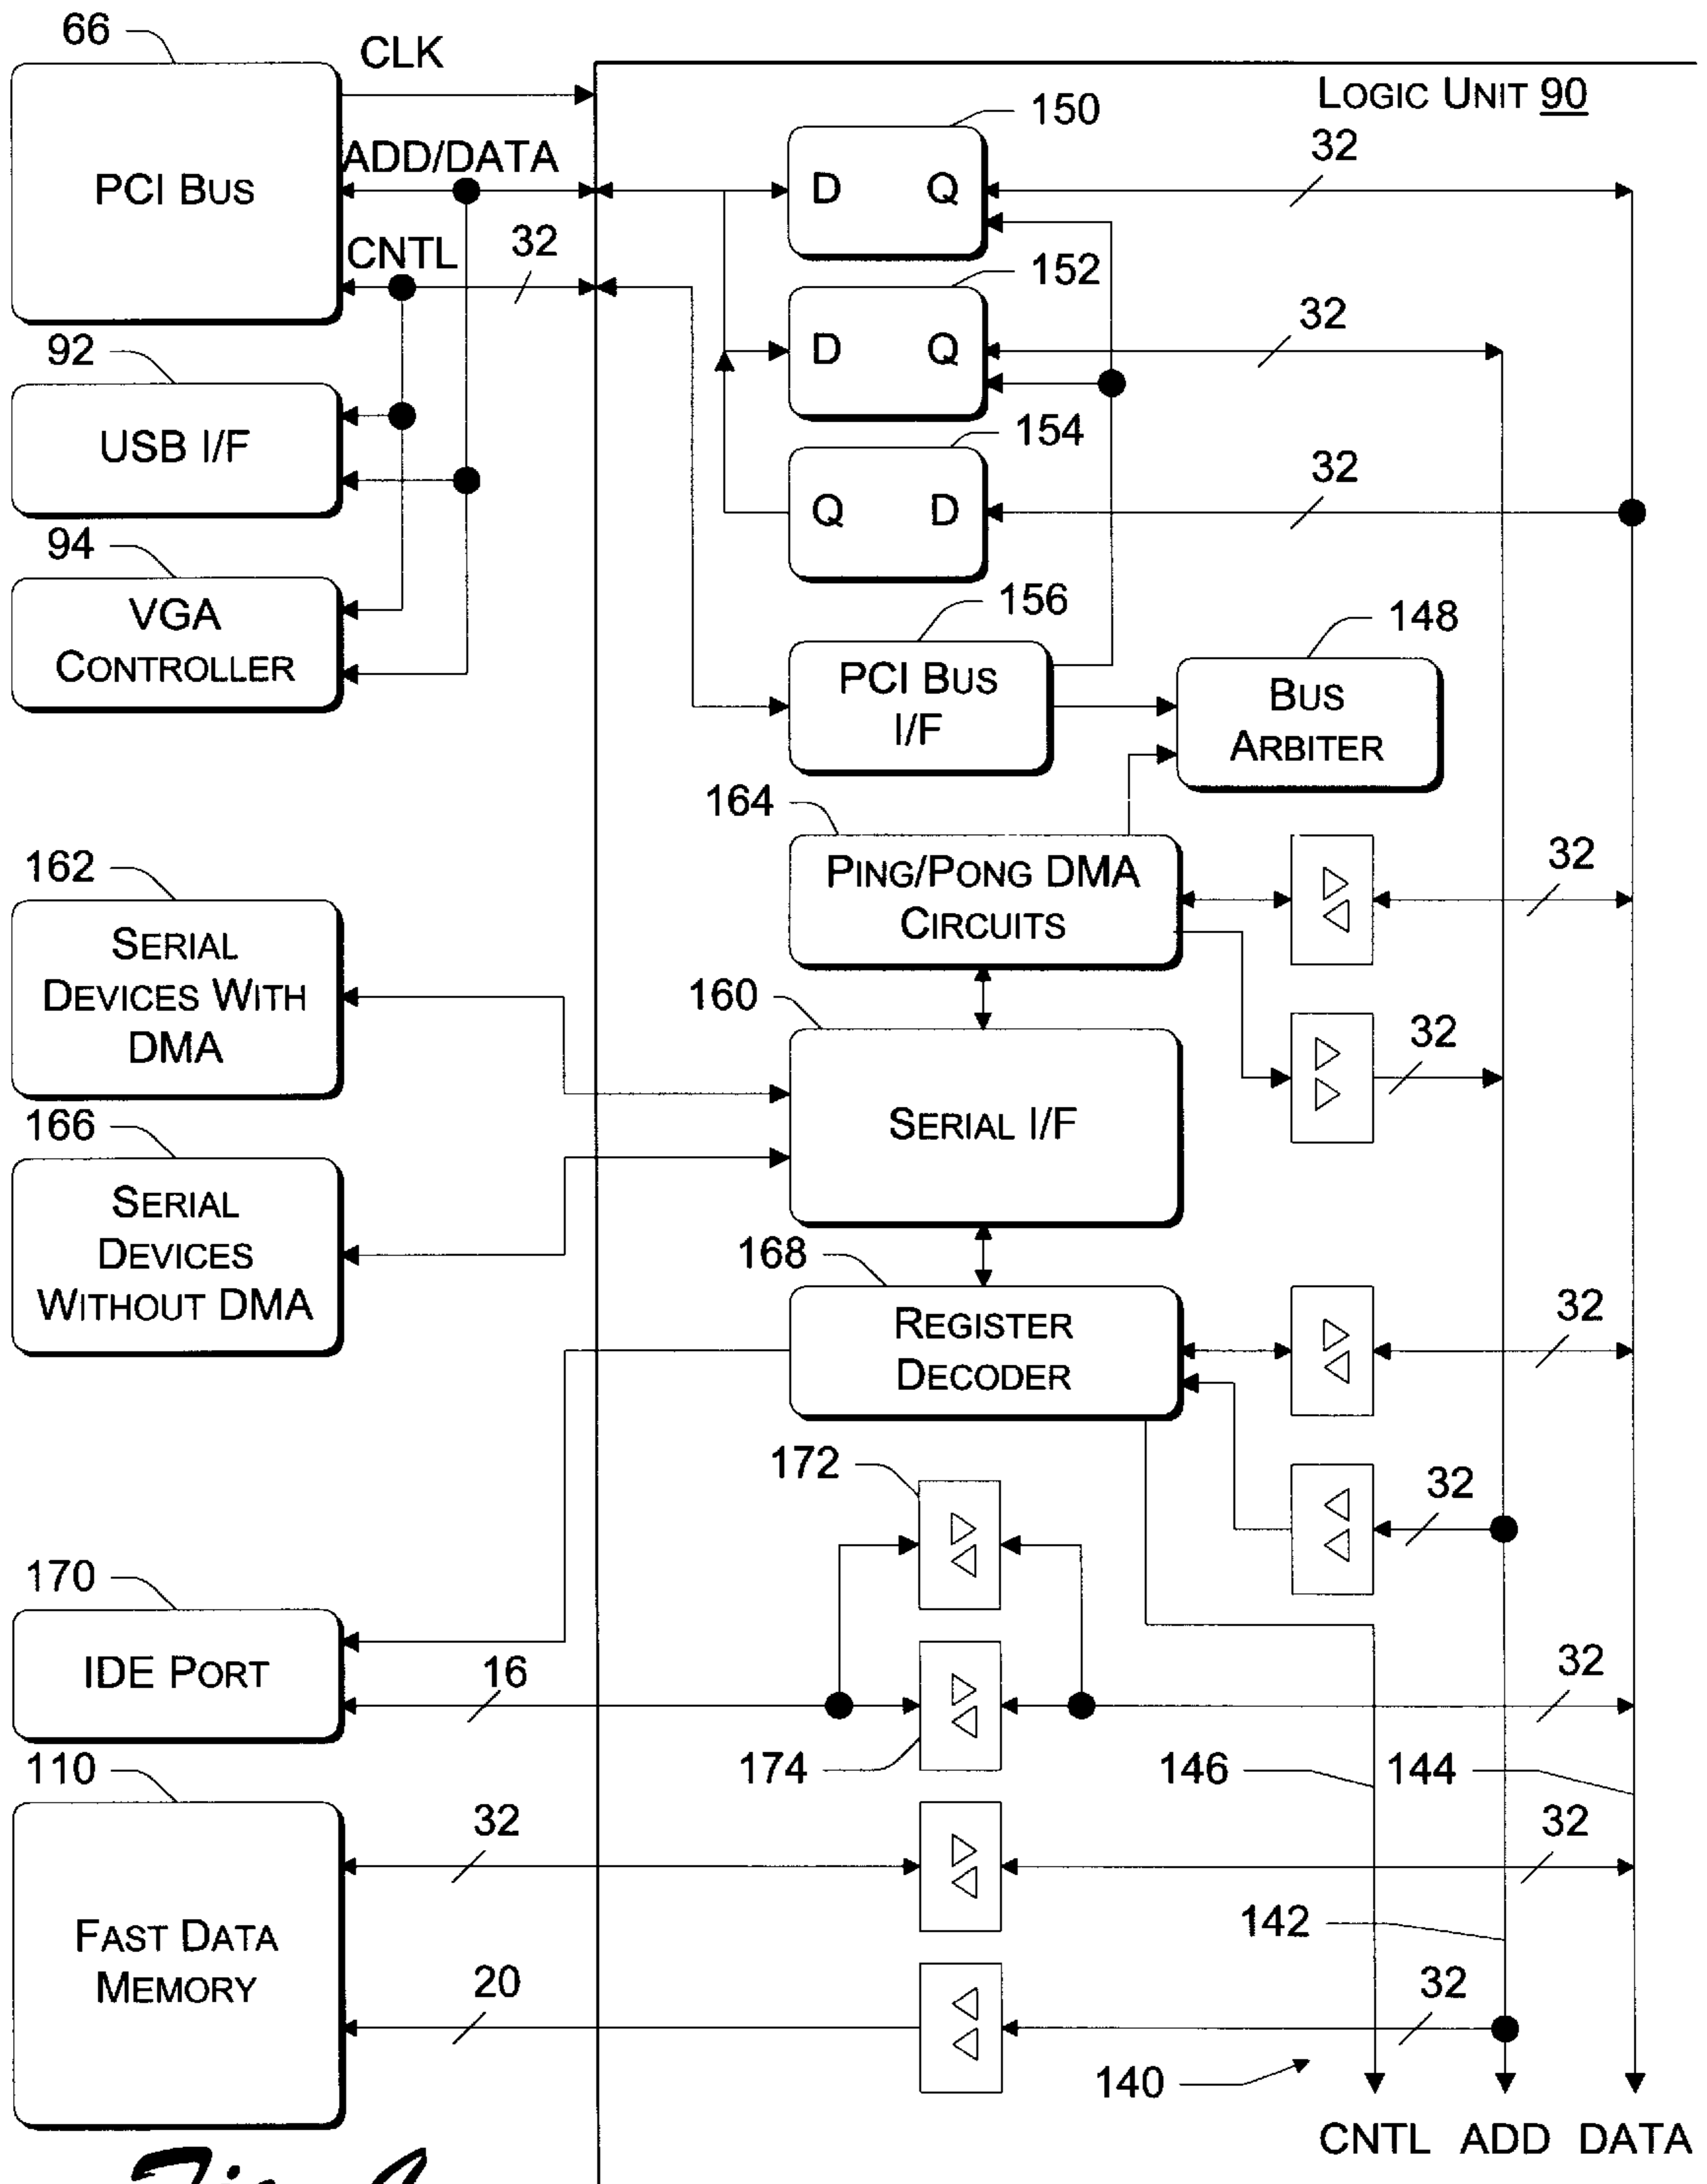 66
CLK
LOGIC UNIT 90
150
32
ADD/DATA
PCI BUS
D Q
CNTL
32
152
32
92
D Q
USB I/F
154
32
Q D
94
VGA
CONTROLLER
156
148
PCI BUS
I/F
BUS
ARBITER
164
162
PING/PONG DMA
CIRCUITS
32
SERIAL
DEVICES WITH
DMA
160
32
166
SERIAL I/F
SERIAL
DEVICES
WITHOUT DMA
168
REGISTER
DECODER
32
172
32
170
IDE PORT
16
32
110
174
146
144
32
32
FAST DATA
MEMORY
142
20
32
140
CNTL ADD DATA